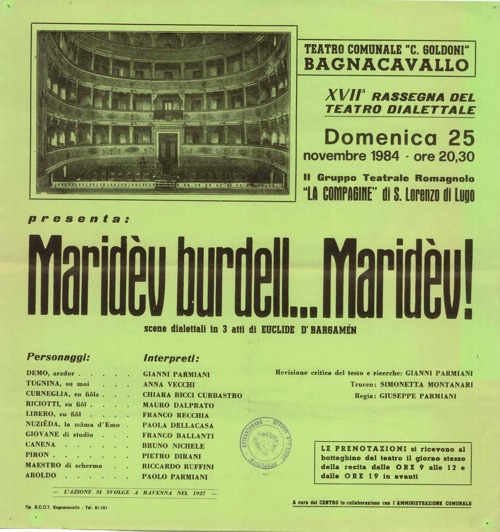 TEATRO COMUNALE "C. GOLDONI"
BAGNACAVALLO
XVIIª RASSEGNA DEL
TEATRO DIALETTALE
Domenica 25
novembre 1984 - ore 20,30
Il Gruppo Teatrale Romagnolo
"LA COMPAGINE" di S. Lorenzo di Lugo
presenta:
Maridèv burdell... Maridèv!
scene dialettali in 3 atti di EUCLIDE D'BARGAMÉN
Personaggi: Interpreti:
DEMO, arzdor . . . . . GIANNI PARMIANI
TUGNINA, su moi . . . . ANNA VECCHI
CURNEGLIA, su fiôla . . . CHIARA RICCI CURBASTRO
RICIOTTI, su fiôl . . . . MAURO DALPRATO
LIBERO, su fiôl . . . . FRANCO RECCHIA
NUZIÊDA, la mâma d'Emo . PAOLA DELLACASA
GIOVANE di studio . . . . FRANCO BALLANTI
CANENA . . . . . BRUNO NICHELE
PIRON . . . . . PIETRO DIRANI
MAESTRO di scherma . . . RICCARDO RUFFINI
AROLDO . . . . . PAOLO PARMIANI
— L'AZIONE SI SVOLGE A RAVENNA NEL 1927 —
Revisione critica del testo e ricerche: GIANNI PARMIANI
Trucco: SIMONETTA MONTANARI
Regia: GIUSEPPE PARMIANI
LE PRENOTAZIONI si ricevono al
botteghino del teatro il giorno stesso
della recita dalle ORE 9 alle 12 e
dalle ORE 19 in avanti
Tip. S.C.O.T. Bagnacavallo - Tel. 61.101
A cura del CENTRO in collaborazione con l'AMMINISTRAZIONE COMUNALE